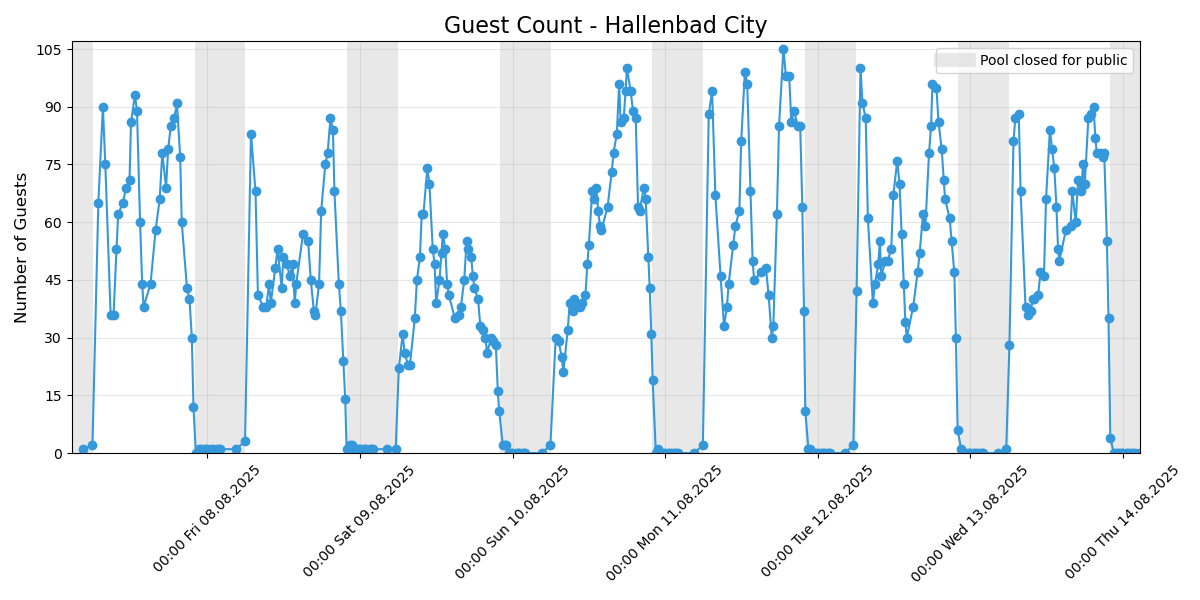 Guest Count - Hallenbad City
Number of Guests
105
90
75
60
45
30
15
0
Pool closed for public
00:00 Fri 08.08.2025
00:00 Sat 09.08.2025
00:00 Sun 10.08.2025
00:00 Mon 11.08.2025
00:00 Tue 12.08.2025
00:00 Wed 13.08.2025
00:00 Thu 14.08.2025